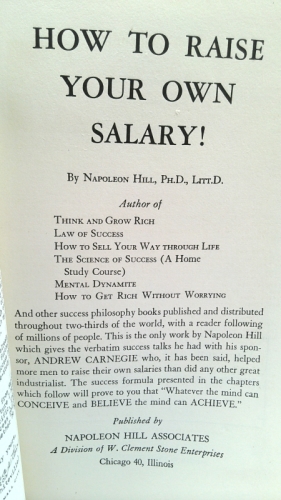 HOW TO RAISE
YOUR OWN
SALARY!
By NAPOLEON HILL, PH.D., LITT.D.
Author of
THINK AND GROW RICH
LAW OF SUCCESS
HOW TO SELL YOUR WAY THROUGH LIFE
THE SCIENCE OF SUCCESS (A Home
Study Course)
MENTAL DYNAMITE
HOW TO GET RICH WITHOUT WORRYING
And other success philosophy books published and distributed
throughout two-thirds of the world, with a reader following
of millions of people. This is the only work by Napoleon Hill
which gives the verbatim success talks he had with his spon-
sor, ANDREW CARNEGIE who, it has been said, helped
more men to raise their own salaries than did any other great
industrialist. The success formula presented in the chapters
which follow will prove to you that "Whatever the mind can
CONCEIVE and BELIEVE the mind can ACHIEVE."
Published by
NAPOLEON HILL ASSOCIATES
A Division of W. Clement Stone Enterprises
Chicago 40, Illinois